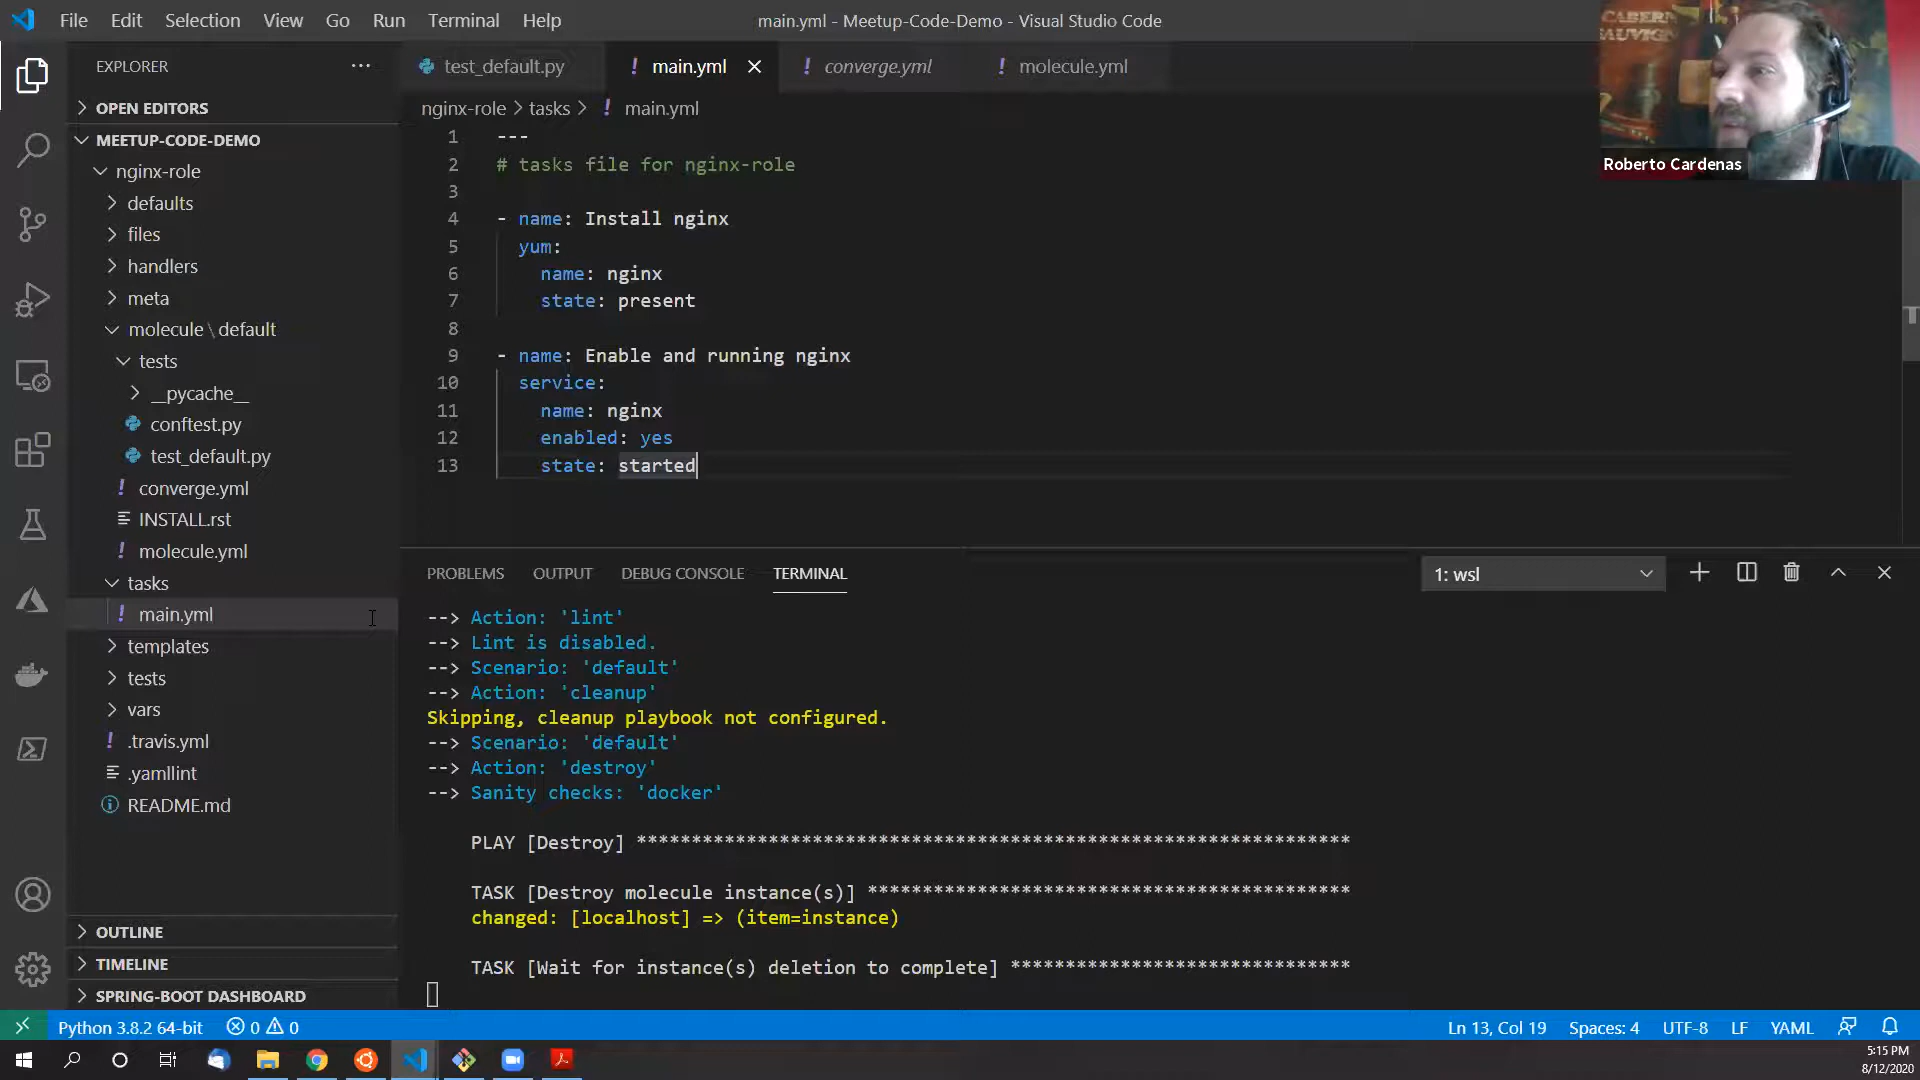 File Edit Selection View Go Run Terminal Help
main.yml - Meetup-Code-Demo - Visual Studio Code
EXPLORER
OPEN EDITORS
MEETUP-CODE-DEMO
nginx-role
defaults
files
handlers
meta
molecule \ default
tests
__pycache__
conftest.py
test_default.py
converge.yml
INSTALL.rst
molecule.yml
tasks
main.yml
templates
tests
vars
.travis.yml
.yamllint
README.md
OUTLINE
TIMELINE
SPRING-BOOT DASHBOARD
test_default.py
main.yml
converge.yml
molecule.yml
nginx-role > tasks > ! main.yml
1 ---
2 # tasks file for nginx-role
3
4 - name: Install nginx
5 yum:
6 name: nginx
7 state: present
8
9 - name: Enable and running nginx
10 service:
11 name: nginx
12 enabled: yes
13 state: started
CABERN
SAUVIGN
Roberto Cardenas
PROBLEMS OUTPUT DEBUG CONSOLE TERMINAL
1: wsl
--> Action: 'lint'
--> Lint is disabled.
--> Scenario: 'default'
--> Action: 'cleanup'
Skipping, cleanup playbook not configured.
--> Scenario: 'default'
--> Action: 'destroy'
--> Sanity checks: 'docker'
PLAY [Destroy] *****************************************************************
TASK [Destroy molecule instance(s)] ********************************************
changed: [localhost] => (item=instance)
TASK [Wait for instance(s) deletion to complete] *******************************
Python 3.8.2 64-bit 0 0
Ln 13, Col 19 Spaces: 4 UTF-8 LF YAML
5:15 PM
8/12/2020